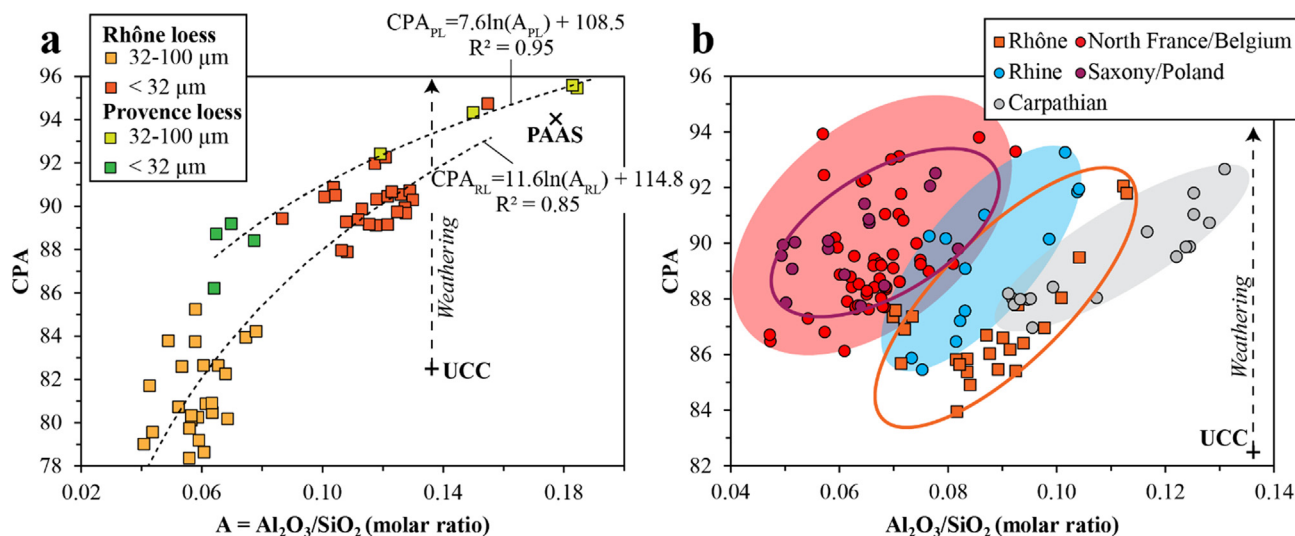 a
Rhône loess
32-100 µm
< 32 µm
Provence loess
32-100 µm
< 32 µm
CPA_PL=7.6ln(A_PL) + 108.5
R² = 0.95
PAAS
CPA_RL=11.6ln(A_RL) + 114.8
R² = 0.85
Weathering
UCC
CPA
96
94
92
90
88
86
84
82
80
78
0.02
0.06
0.10
0.14
0.18
A = Al₂O₃/SiO₂ (molar ratio)
b
Rhône
North France/Belgium
Rhine
Saxony/Poland
Carpathian
Weathering
UCC
CPA
96
94
92
90
88
86
84
82
0.04
0.06
0.08
0.10
0.12
0.14
Al₂O₃/SiO₂ (molar ratio)